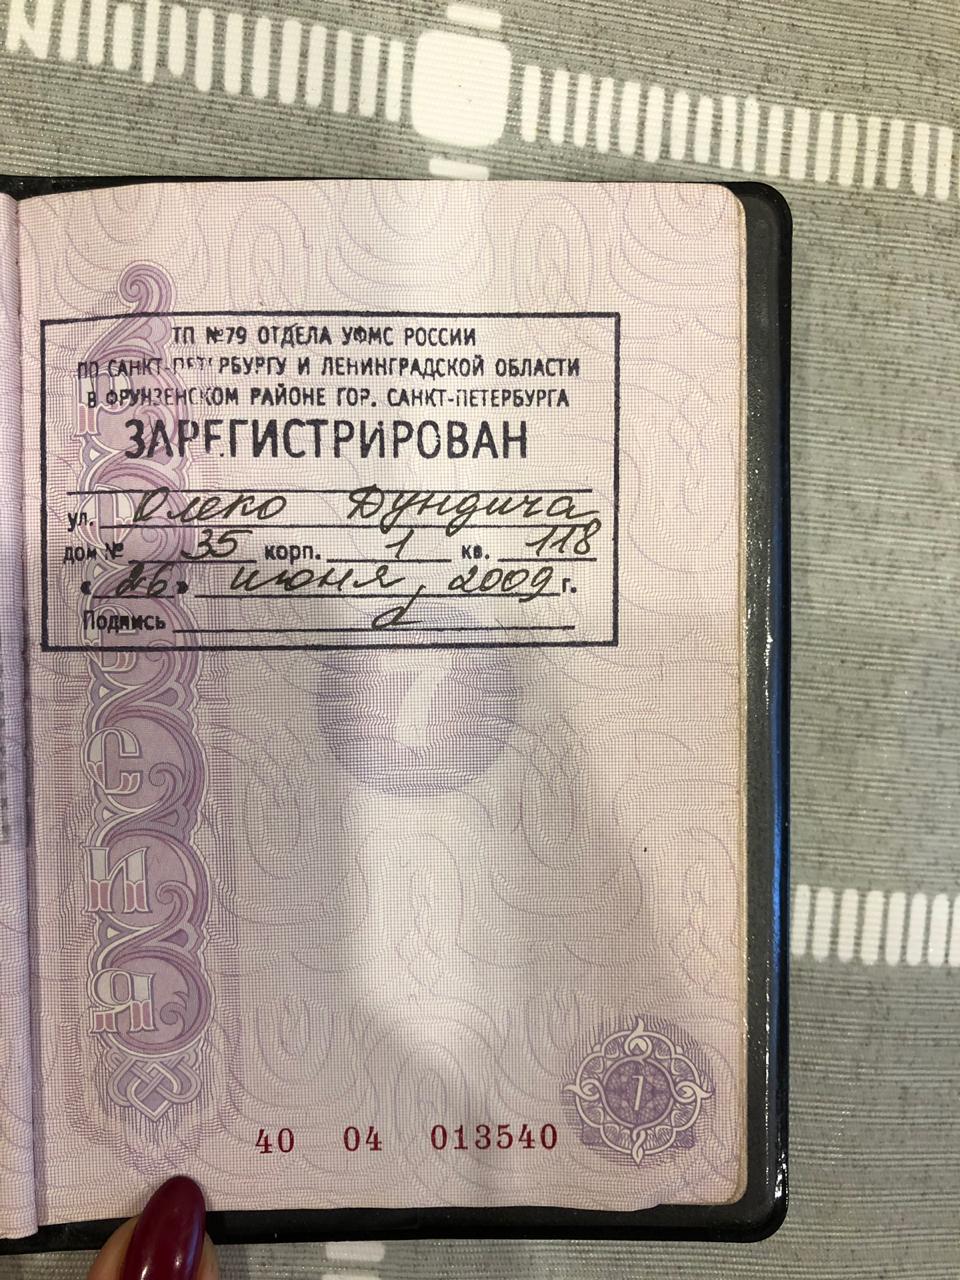 ТП №79 ОТДЕЛА УФМС РОССИИ
ПО САНКТ-ПЕТЕРБУРГУ И ЛЕНИНГРАДСКОЙ ОБЛАСТИ
В ФРУНЗЕНСКОМ РАЙОНЕ ГОР. САНКТ-ПЕТЕРБУРГА
ЗАРЕГИСТРИРОВАН
ул. Олеко Дундича
дом № 35 корп. 1 кв. 118
«26» июня, 2009 г.
Подпись
7
40 04 013540